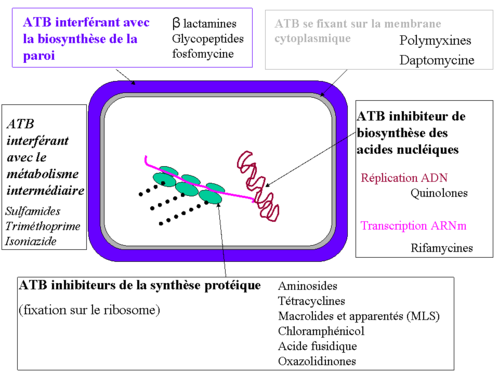 ATB interférant avec
la biosynthèse de la
paroi
β lactamines
Glycopeptides
fosfomycine
ATB se fixant sur la membrane
cytoplasmique
Polymyxines
Daptomycine
ATB
interférant
avec le
métabolisme
intermédiaire
Sulfamides
Triméthoprime
Isoniazide
ATB inhibiteur de
biosynthèse des
acides nucléiques
Réplication ADN
Quinolones
Transcription ARNm
Rifamycines
ATB inhibiteurs de la synthèse protéique
(fixation sur le ribosome)
Aminosides
Tétracyclines
Macrolides et apparentés (MLS)
Chloramphénicol
Acide fusidique
Oxazolidinones